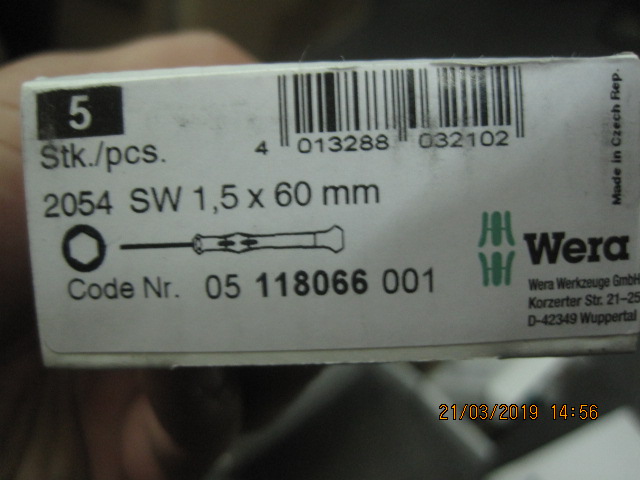 5
Stk./pcs.
4 013288 032102
2054 SW 1,5 x 60 mm
Code Nr. 05 118066 001
Wera
Wera Werkzeuge GmbH
Korzerter Str. 21–25
D-42349 Wuppertal
Made in Czech Rep.
21/03/2019 14:56